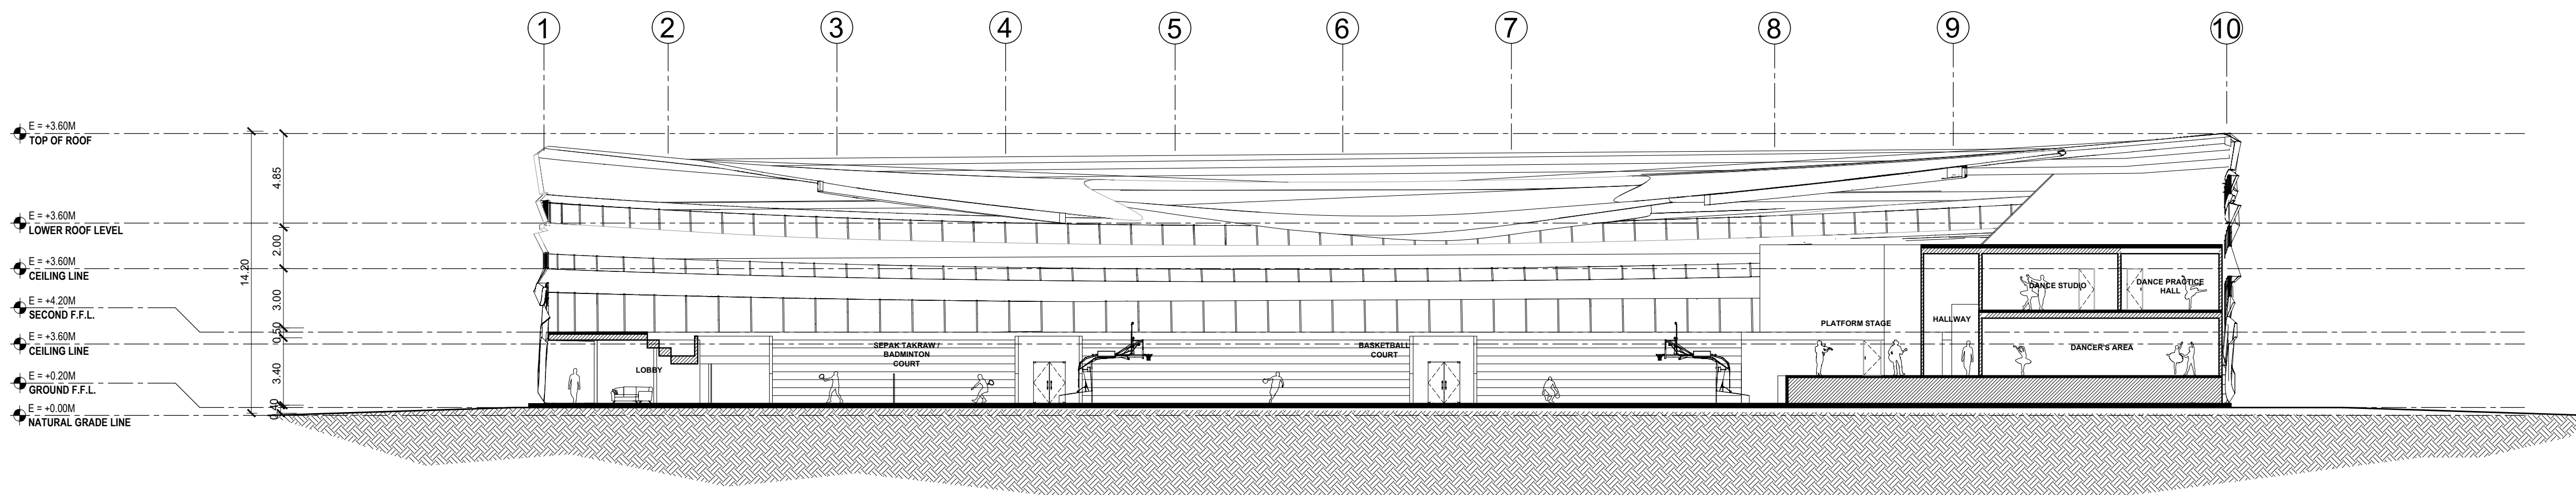 1 2 3 4 5 6 7 8 9 10
E = +3.60M
TOP OF ROOF
4.85
E = +3.60M
LOWER ROOF LEVEL
2.00
14.20
E = +3.60M
CEILING LINE
3.00
E = +4.20M
SECOND F.F.L.
0.50
E = +3.60M
CEILING LINE
3.40
E = +0.20M
GROUND F.F.L.
E = +0.00M
NATURAL GRADE LINE
LOBBY
SEPAK TAKRAW /
BADMINTON
COURT
BASKETBALL
COURT
PLATFORM STAGE
HALLWAY
DANCE STUDIO
DANCE PRACTICE
HALL
DANCER'S AREA